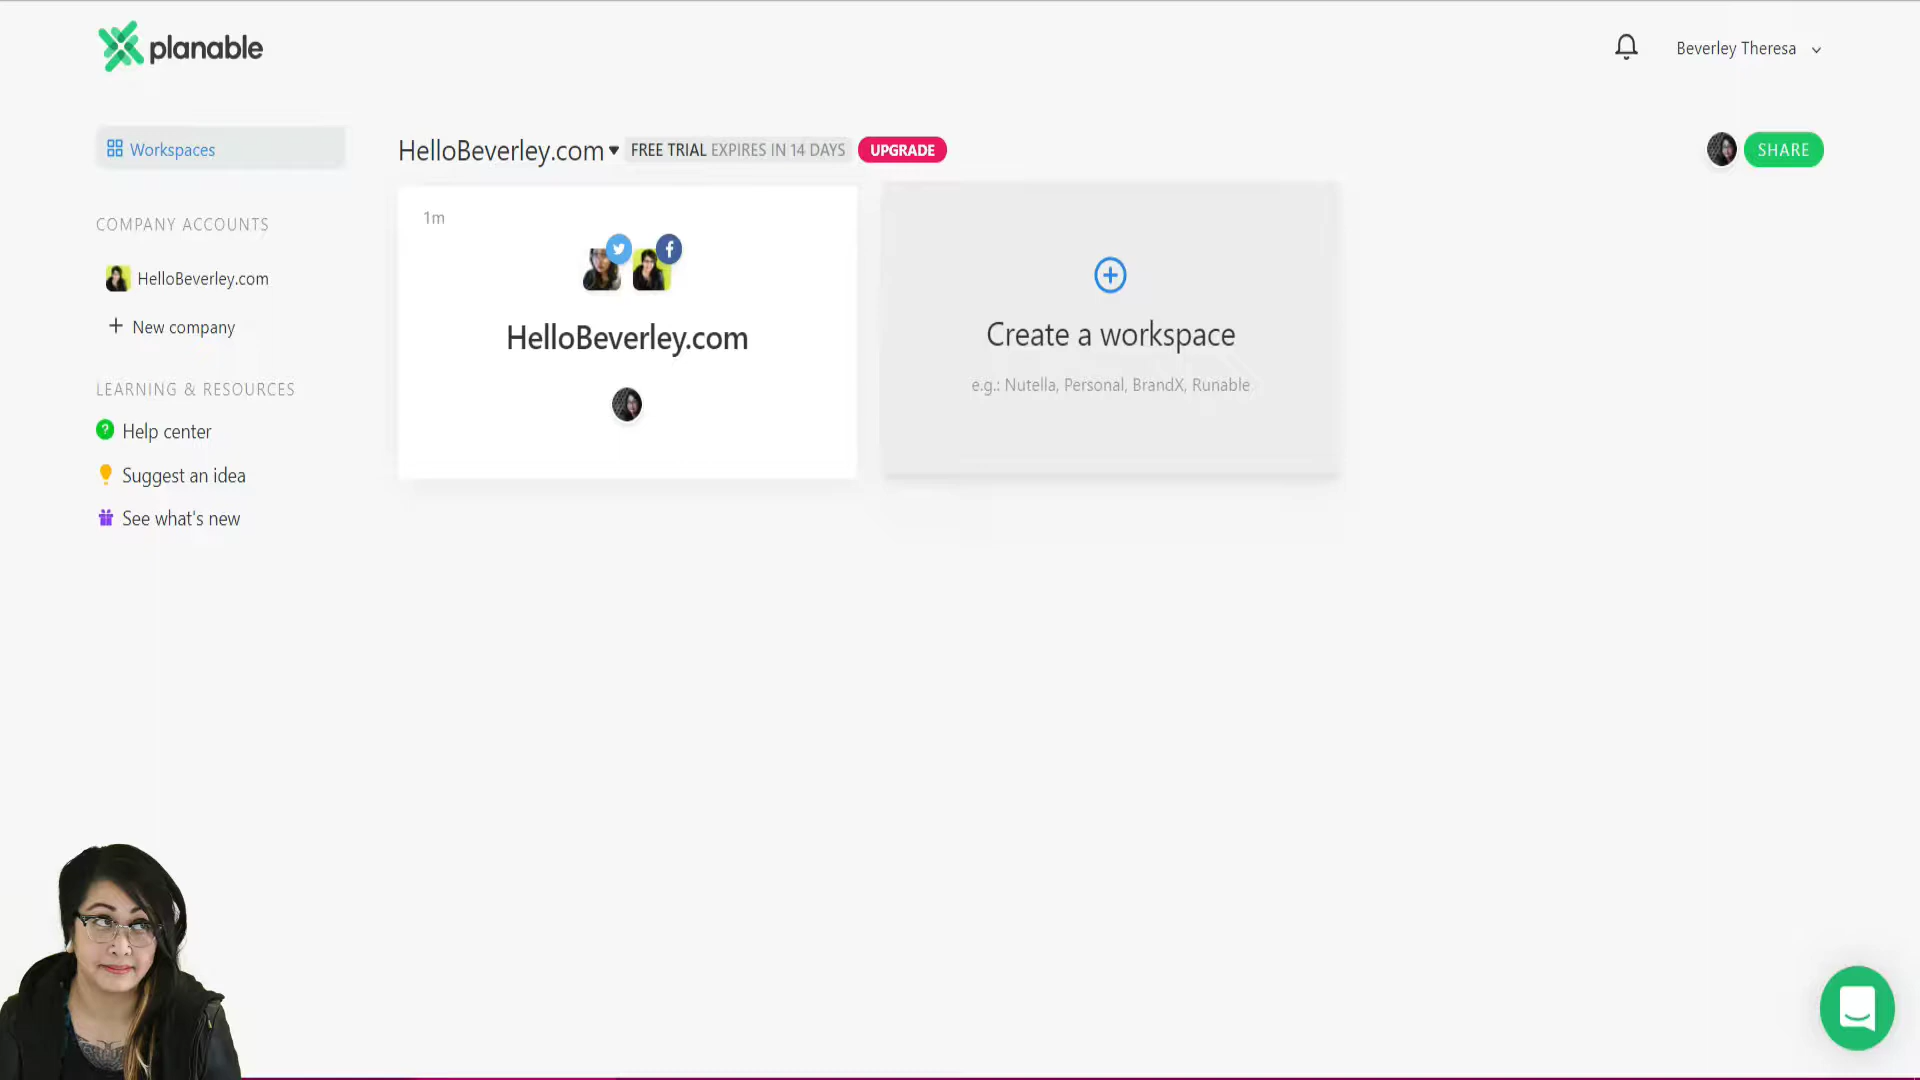 planable
Beverley Theresa
Workspaces
HelloBeverley.com FREE TRIAL EXPIRES IN 14 DAYS UPGRADE
SHARE
COMPANY ACCOUNTS
HelloBeverley.com
+ New company
LEARNING & RESOURCES
? Help center
Suggest an idea
See what's new
1m
HelloBeverley.com
Create a workspace
e.g.: Nutella, Personal, BrandX, Runable